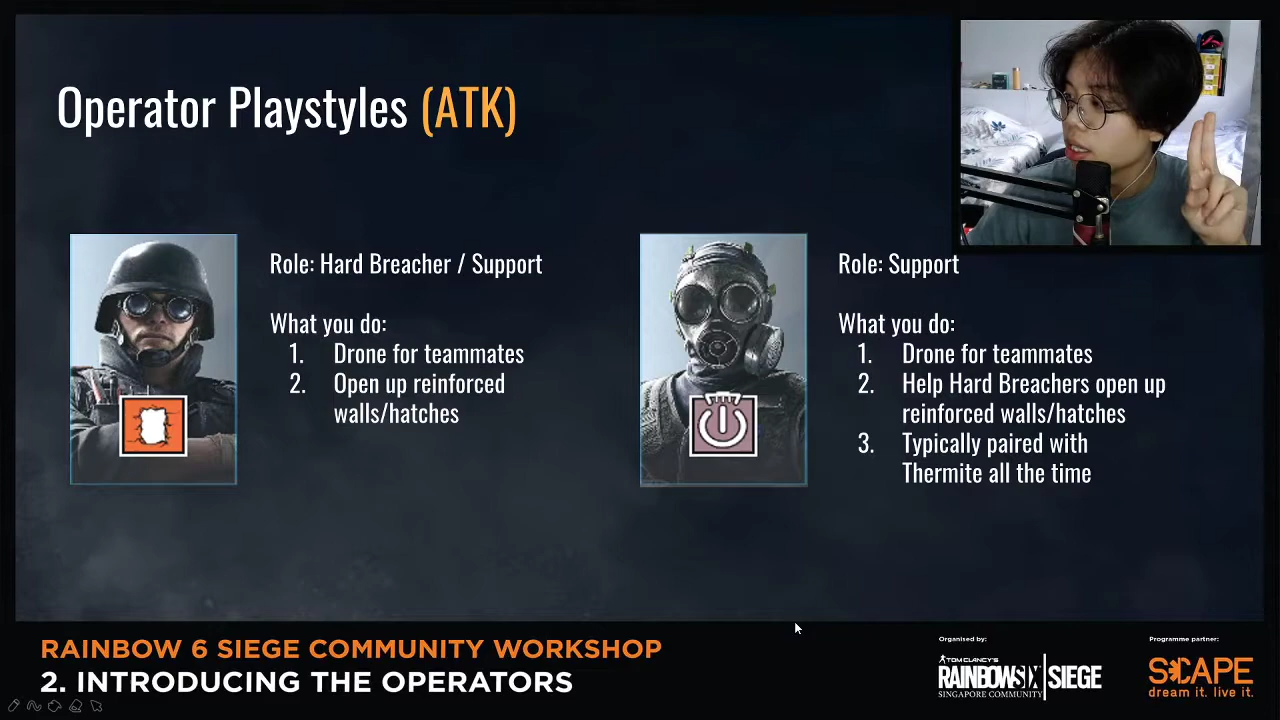 Operator Playstyles (ATK)
Role: Hard Breacher / Support
What you do:
1. Drone for teammates
2. Open up reinforced
walls/hatches
Role: Support
What you do:
1. Drone for teammates
2. Help Hard Breachers open up
reinforced walls/hatches
3. Typically paired with
Thermite all the time
RAINBOW 6 SIEGE COMMUNITY WORKSHOP
2. INTRODUCING THE OPERATORS
Organised by:
TOM CLANCY'S
RAINBOWSIX SIEGE
SINGAPORE COMMUNITY
Programme partner:
SCAPE
dream it. live it.